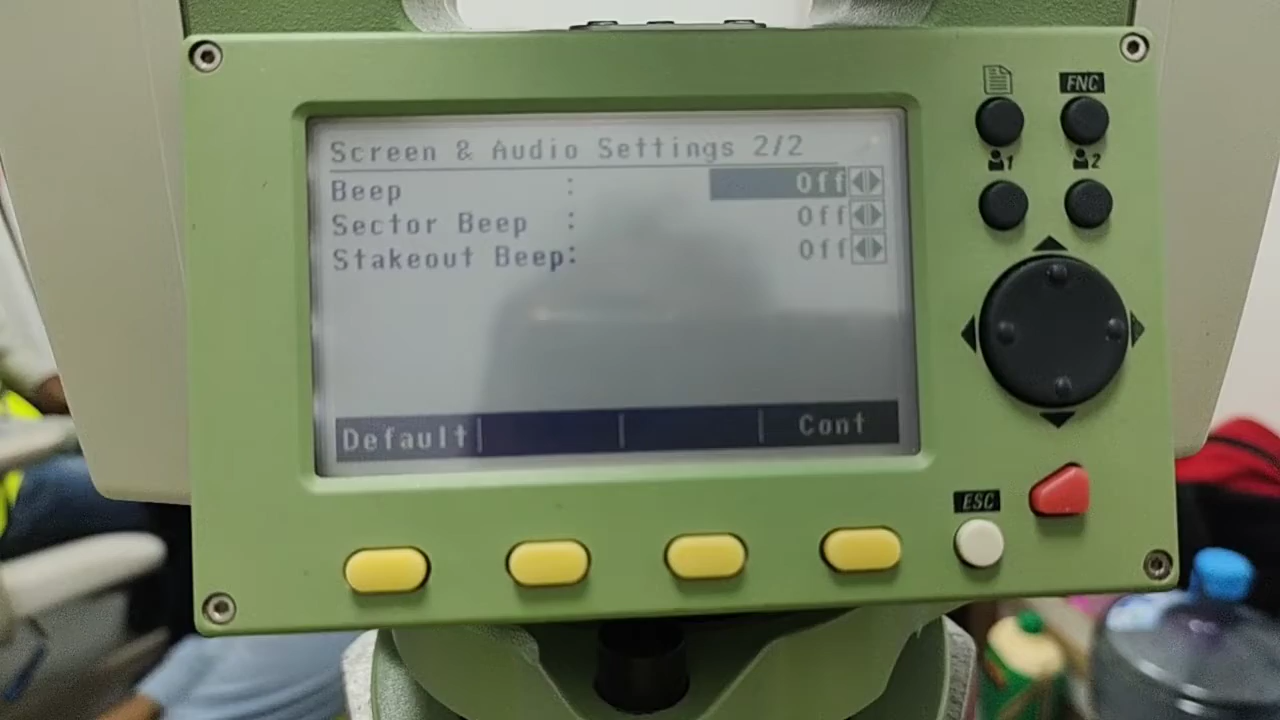 Screen & Audio Settings 2/2
Beep : Off
Sector Beep : Off
Stakeout Beep: Off
Default Cont
FNC
1
2
ESC